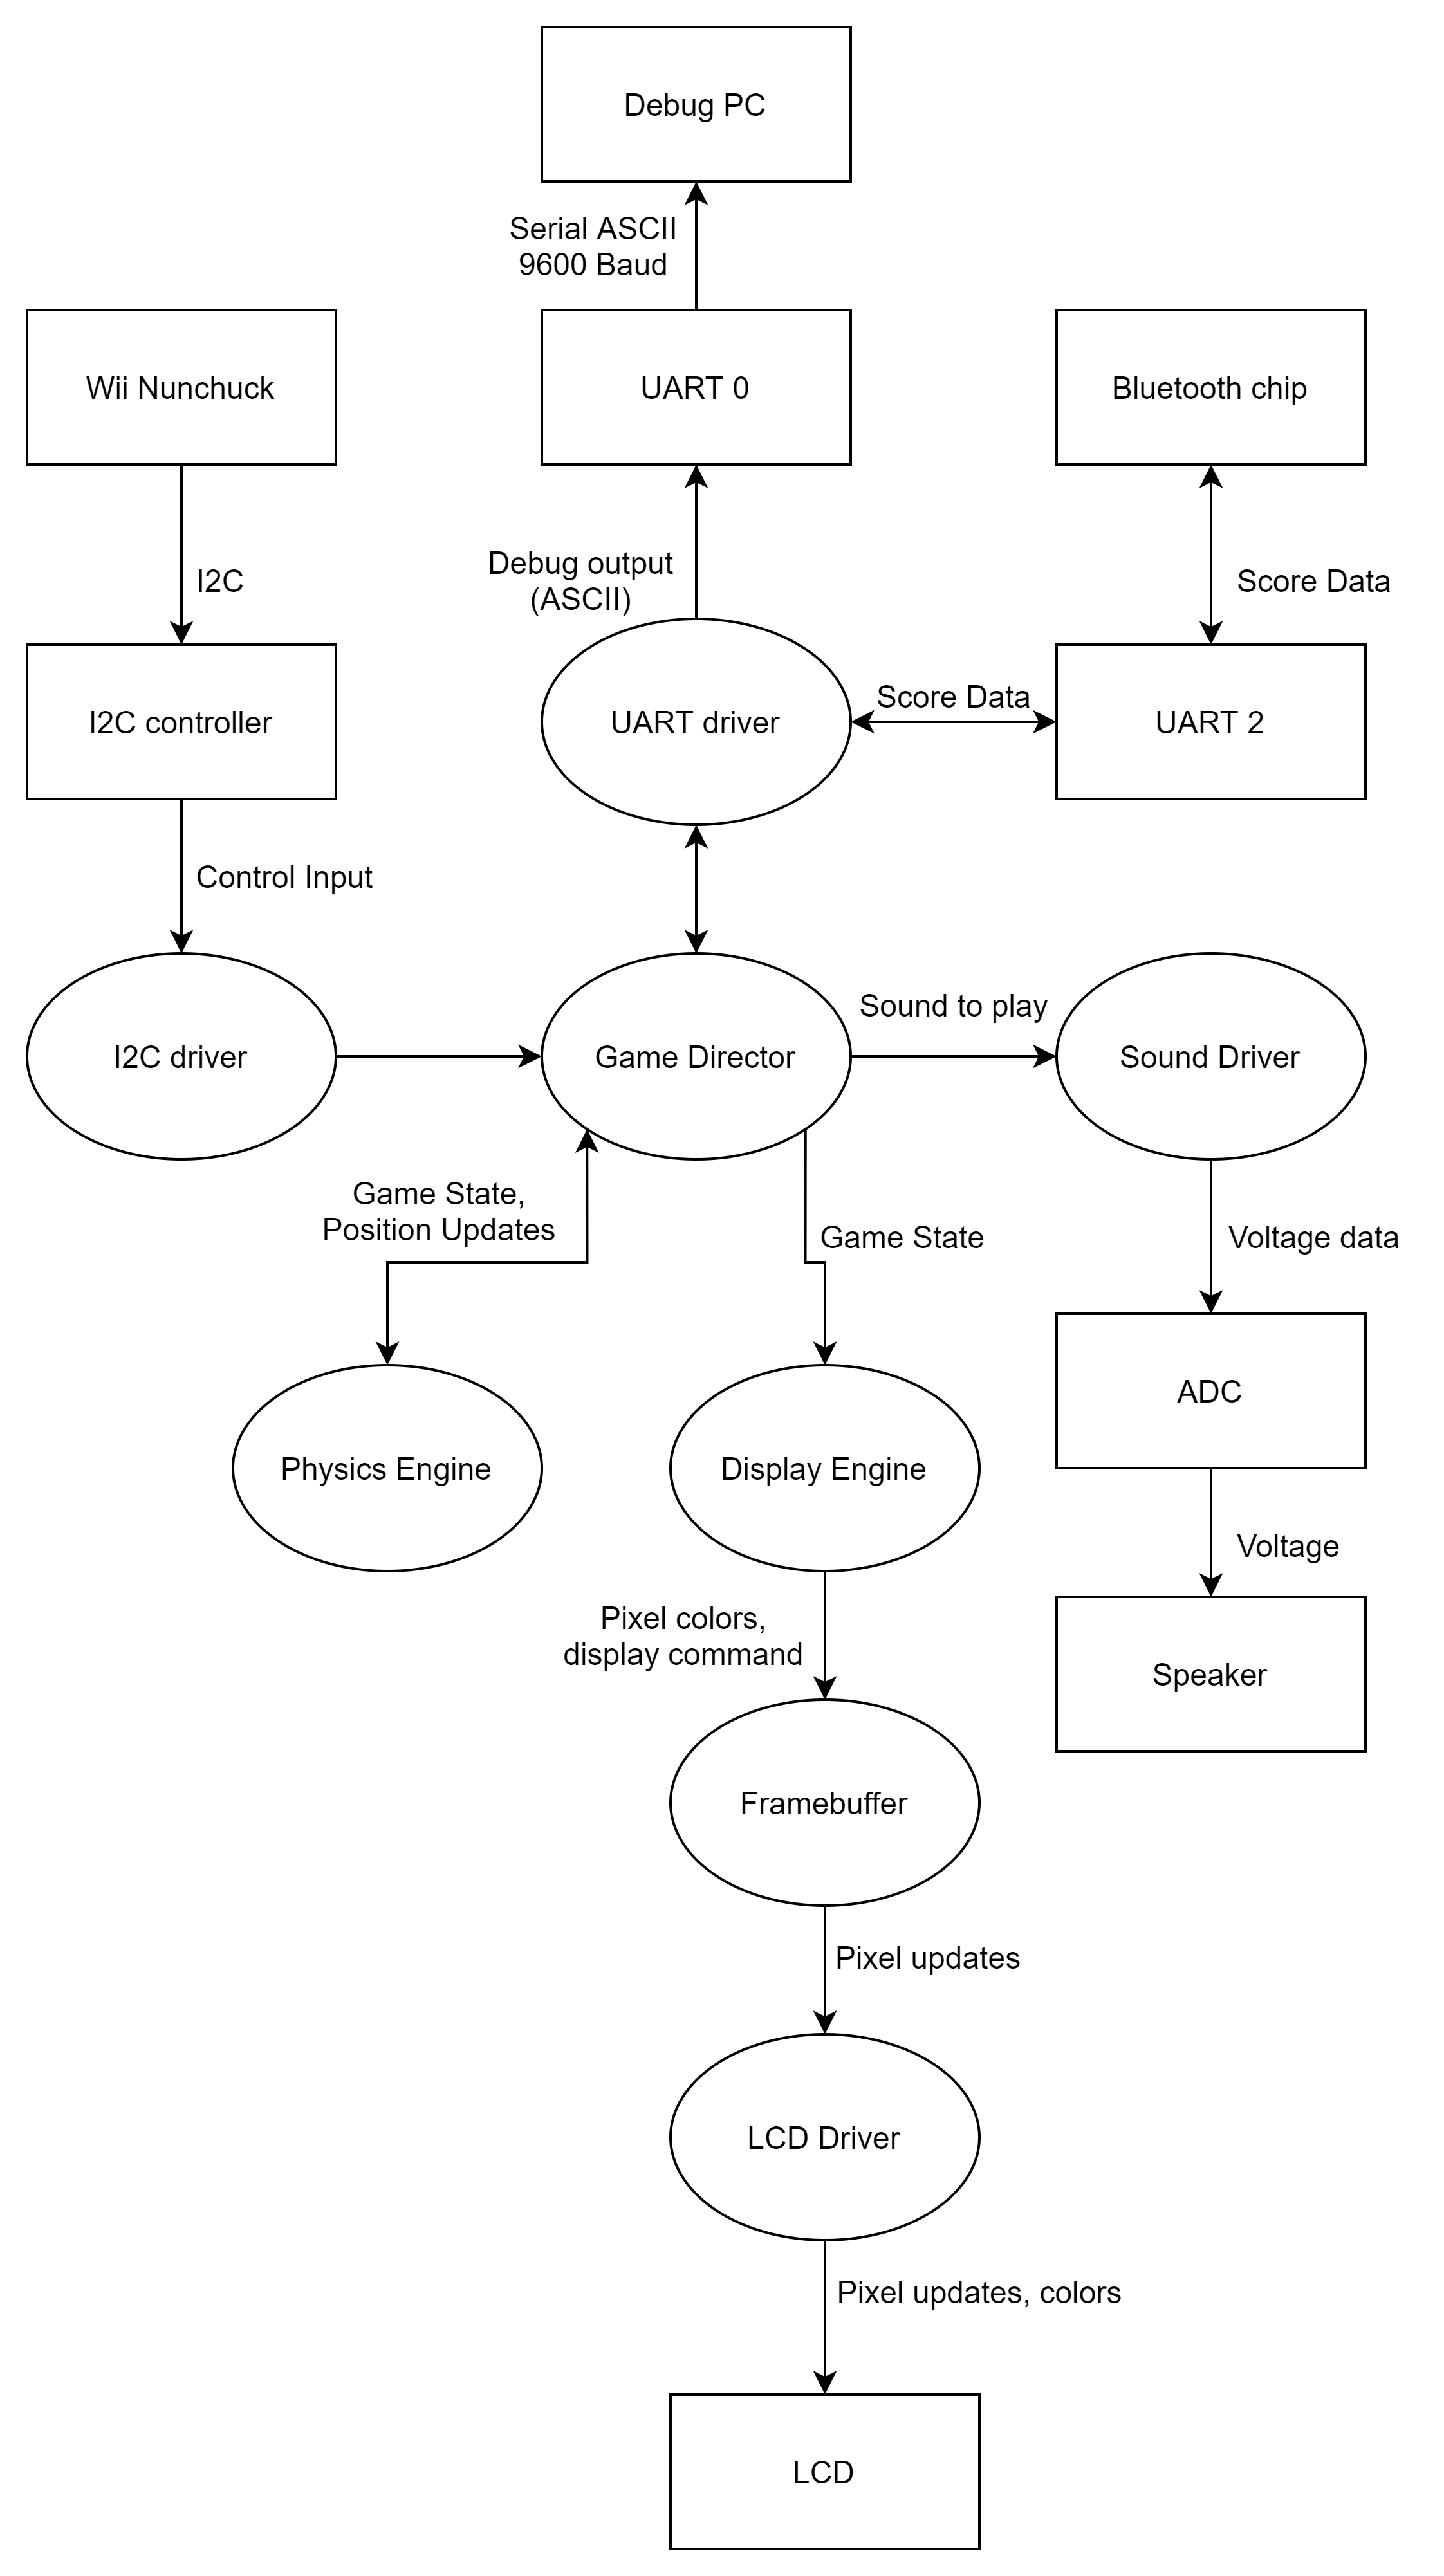 Debug PC
Serial ASCII
9600 Baud
Wii Nunchuck
UART 0
Bluetooth chip
I2C
Debug output
(ASCII)
Score Data
I2C controller
UART driver
Score Data
UART 2
Control Input
I2C driver
Game Director
Sound to play
Sound Driver
Game State,
Position Updates
Game State
Voltage data
Physics Engine
Display Engine
ADC
Voltage
Pixel colors,
display command
Speaker
Framebuffer
Pixel updates
LCD Driver
Pixel updates, colors
LCD